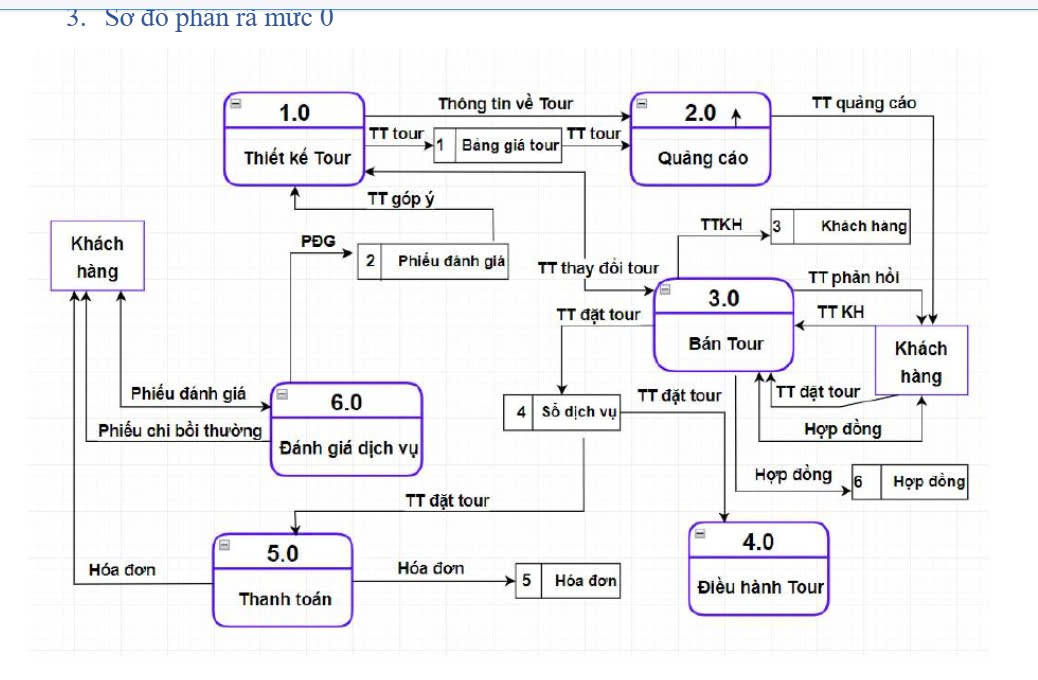 3. Sơ đồ phân rã mức 0
1.0
Thiết kế Tour
Thông tin về Tour
2.0
Quảng cáo
TT quảng cáo
TT tour
1 Bảng giá tour
TT tour
TT góp ý
Khách
hàng
PĐG
2 Phiếu đánh giá
TTKH
3 Khách hàng
TT thay đổi tour
TT phản hồi
3.0
Bán Tour
TT đặt tour
TT KH
Khách
hàng
Phiếu đánh giá
6.0
Đánh giá dịch vụ
Phiếu chi bồi thường
4 Sổ dịch vụ
TT đặt tour
TT đặt tour
Hợp đồng
Hợp đồng
6 Hợp đồng
TT đặt tour
5.0
Thanh toán
Hóa đơn
Hóa đơn
5 Hóa đơn
4.0
Điều hành Tour